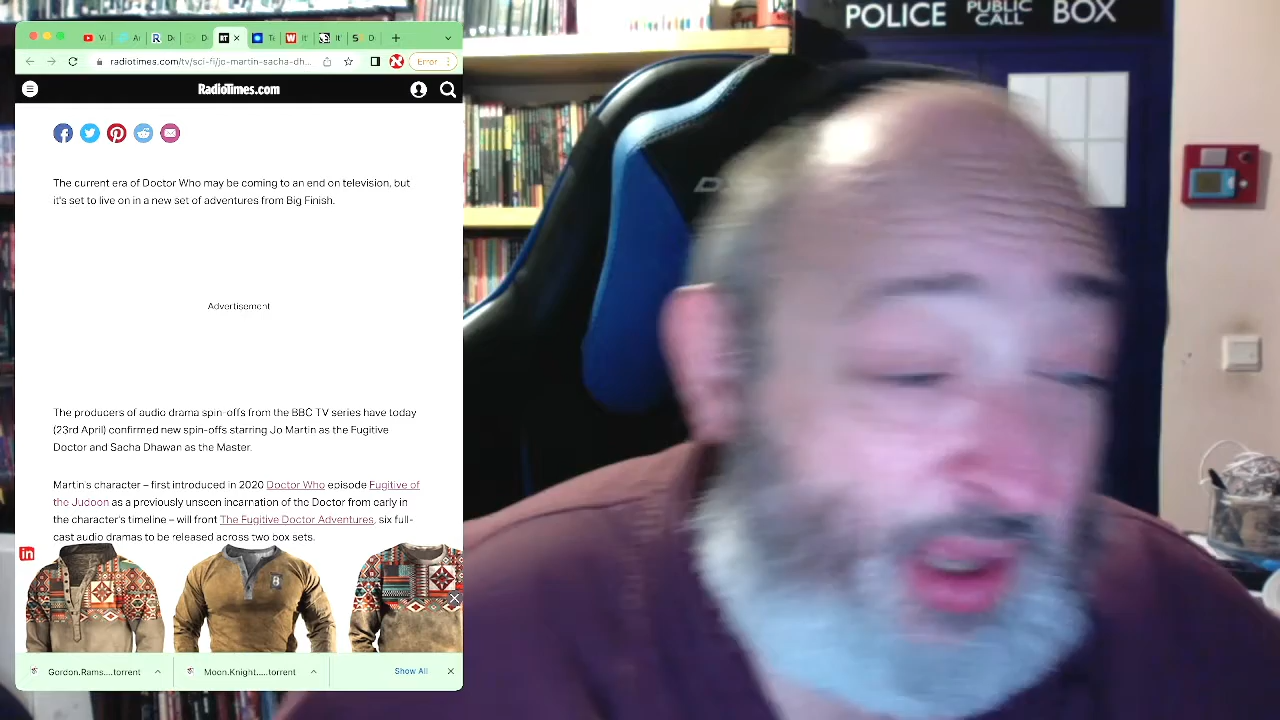 POLICE PUBLIC CALL BOX
radiotimes.com/tv/sci-fi/jo-martin-sacha-dh...
Error
RadioTimes.com
The current era of Doctor Who may be coming to an end on television, but
it's set to live on in a new set of adventures from Big Finish.
Advertisement
The producers of audio drama spin-offs from the BBC TV series have today
(23rd April) confirmed new spin-offs starring Jo Martin as the Fugitive
Doctor and Sacha Dhawan as the Master.
Martin's character – first introduced in 2020 Doctor Who episode Fugitive of
the Judoon as a previously unseen incarnation of the Doctor from early in
the character's timeline – will front The Fugitive Doctor Adventures, six full-
cast audio dramas to be released across two box sets.
in
Gordon.Rams....torrent
Moon.Knight......torrent
Show All